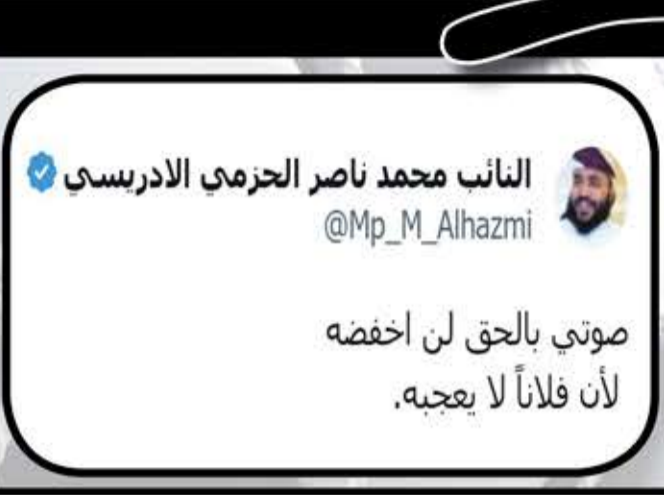 النائب محمد ناصر الحزمي الادريسي
@Mp_M_Alhazmi
صوتي بالحق لن اخفضه
لأن فلاناً لا يعجبه.